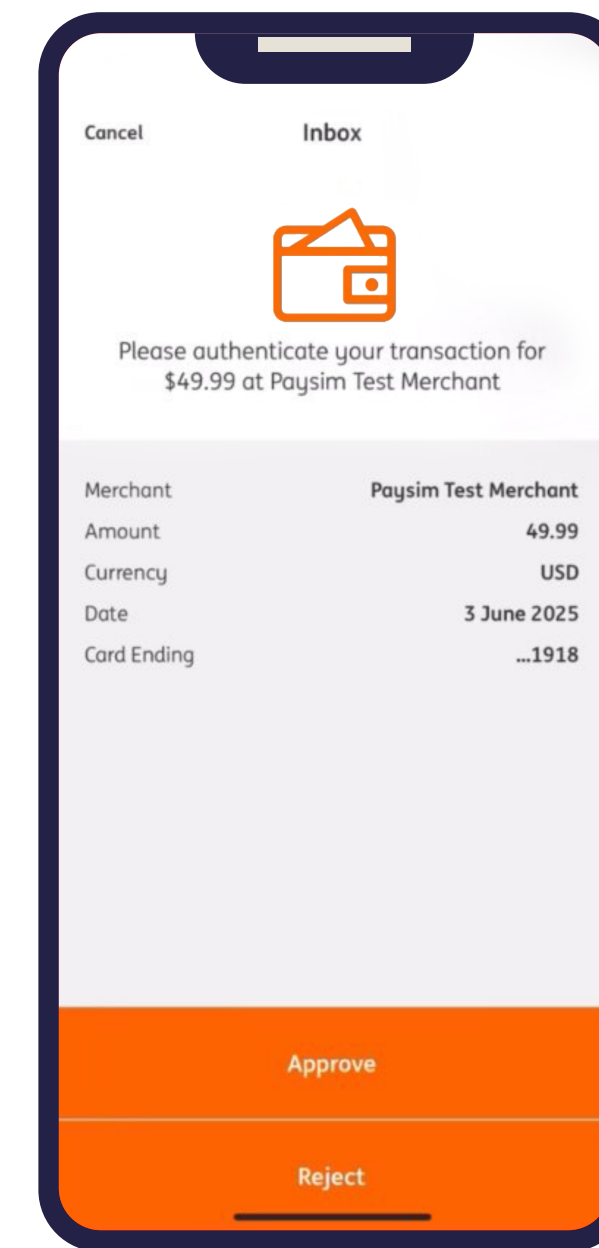 Cancel Inbox
Please authenticate your transaction for
$49.99 at Paysim Test Merchant
Merchant Paysim Test Merchant
Amount 49.99
Currency USD
Date 3 June 2025
Card Ending ...1918
Approve
Reject